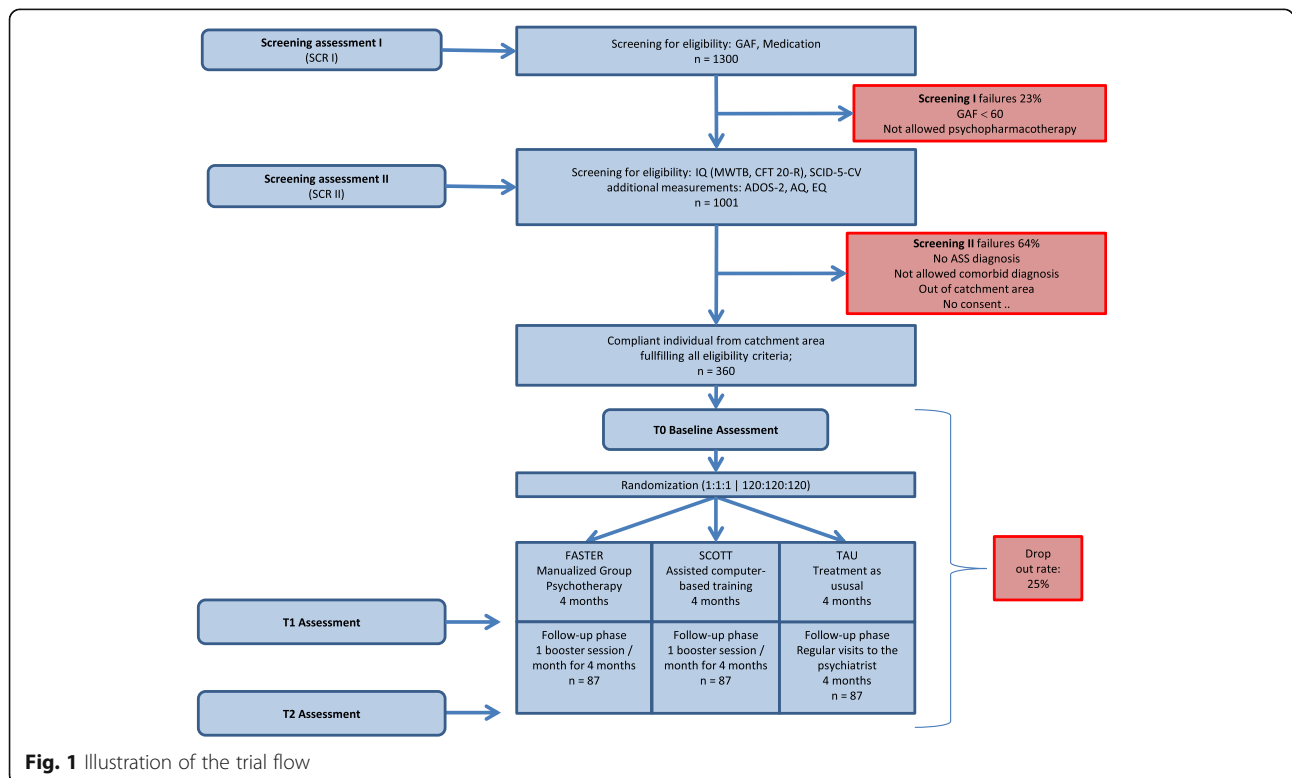 Screening assessment I
(SCR I)
Screening for eligibility: GAF, Medication
n = 1300
Screening I failures 23%
GAF < 60
Not allowed psychopharmacotherapy
Screening assessment II
(SCR II)
Screening for eligibility: IQ (MWTB, CFT 20-R), SCID-5-CV
additional measurements: ADOS-2, AQ, EQ
n = 1001
Screening II failures 64%
No ASS diagnosis
Not allowed comorbid diagnosis
Out of catchment area
No consent ..
Compliant individual from catchment area
fullfilling all eligibility criteria;
n = 360
T0 Baseline Assessment
Randomization (1:1:1 | 120:120:120)
FASTER
Manualized Group
Psychotherapy
4 months
SCOTT
Assisted computer-
based training
4 months
TAU
Treatment as
ususal
4 months
Drop
out rate:
25%
T1 Assessment
Follow-up phase
1 booster session /
month for 4 months
n = 87
Follow-up phase
1 booster session /
month for 4 months
n = 87
Follow-up phase
Regular visits to the
psychiatrist
4 months
n = 87
T2 Assessment
Fig. 1 Illustration of the trial flow